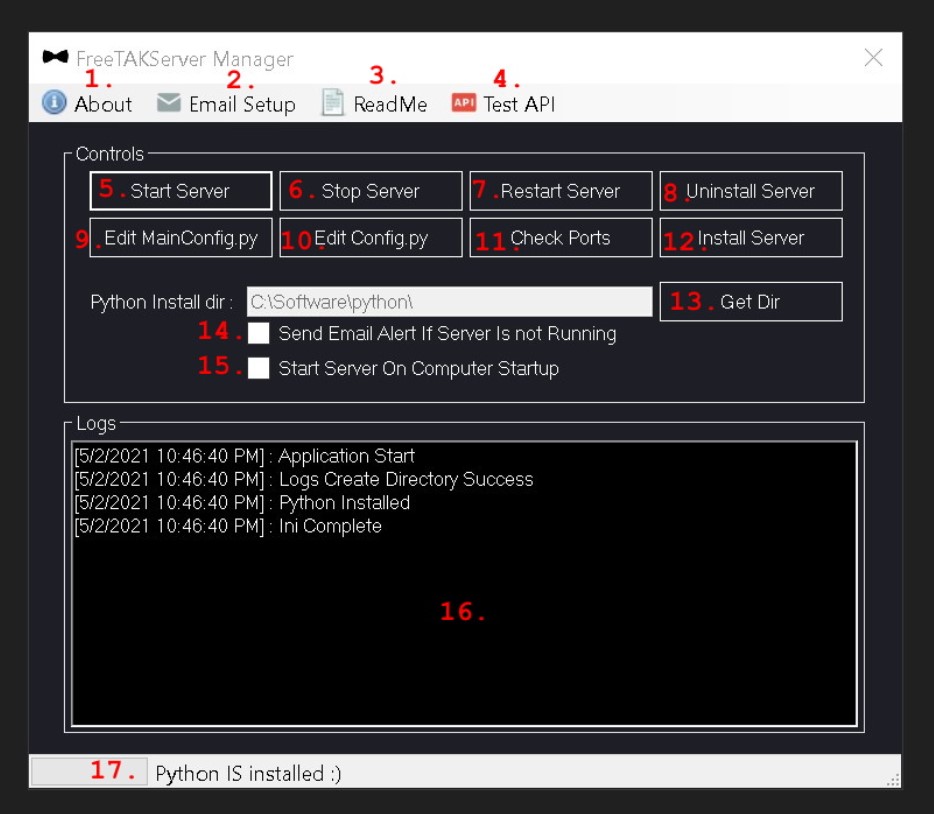 FreeTAKServer Manager
1. 2. 3. 4.
About Email Setup ReadMe API Test API
Controls
5. Start Server 6. Stop Server 7. Restart Server 8. Uninstall Server
9. Edit MainConfig.py 10. Edit Config.py 11. Check Ports 12. Install Server
Python Install dir : C:\Software\python\ 13. Get Dir
14. Send Email Alert If Server Is not Running
15. Start Server On Computer Startup
Logs
[5/2/2021 10:46:40 PM] : Application Start
[5/2/2021 10:46:40 PM] : Logs Create Directory Success
[5/2/2021 10:46:40 PM] : Python Installed
[5/2/2021 10:46:40 PM] : Ini Complete
16.
17. Python IS installed :)